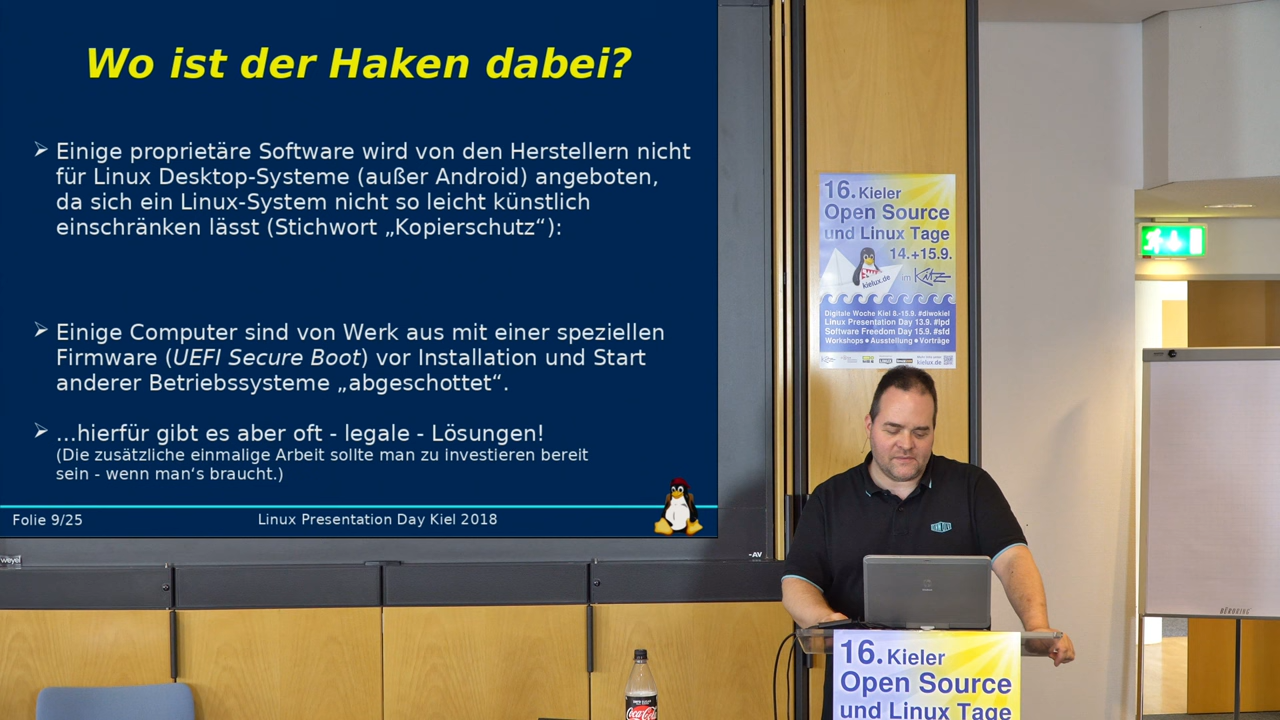 Wo ist der Haken dabei?
Einige proprietäre Software wird von den Herstellern nicht
für Linux Desktop-Systeme (außer Android) angeboten,
da sich ein Linux-System nicht so leicht künstlich
einschränken lässt (Stichwort „Kopierschutz“):
Einige Computer sind von Werk aus mit einer speziellen
Firmware (UEFI Secure Boot) vor Installation und Start
anderer Betriebssysteme „abgeschottet“.
...hierfür gibt es aber oft - legale - Lösungen!
(Die zusätzliche einmalige Arbeit sollte man zu investieren bereit
sein - wenn man‘s braucht.)
Folie 9/25
Linux Presentation Day Kiel 2018
weyel
-AV
16. Kieler
Open Source
und Linux Tage
14.+15.9.
kielux.de
im KitZ
Digitale Woche Kiel 8.-15.9. #diwokiel
Linux Presentation Day 13.9. #lpd
Software Freedom Day 15.9. #sfd
Workshops • Ausstellung • Vorträge
kielux.de
16. Kieler
Open Source
und Linux Tage
Coca-Cola